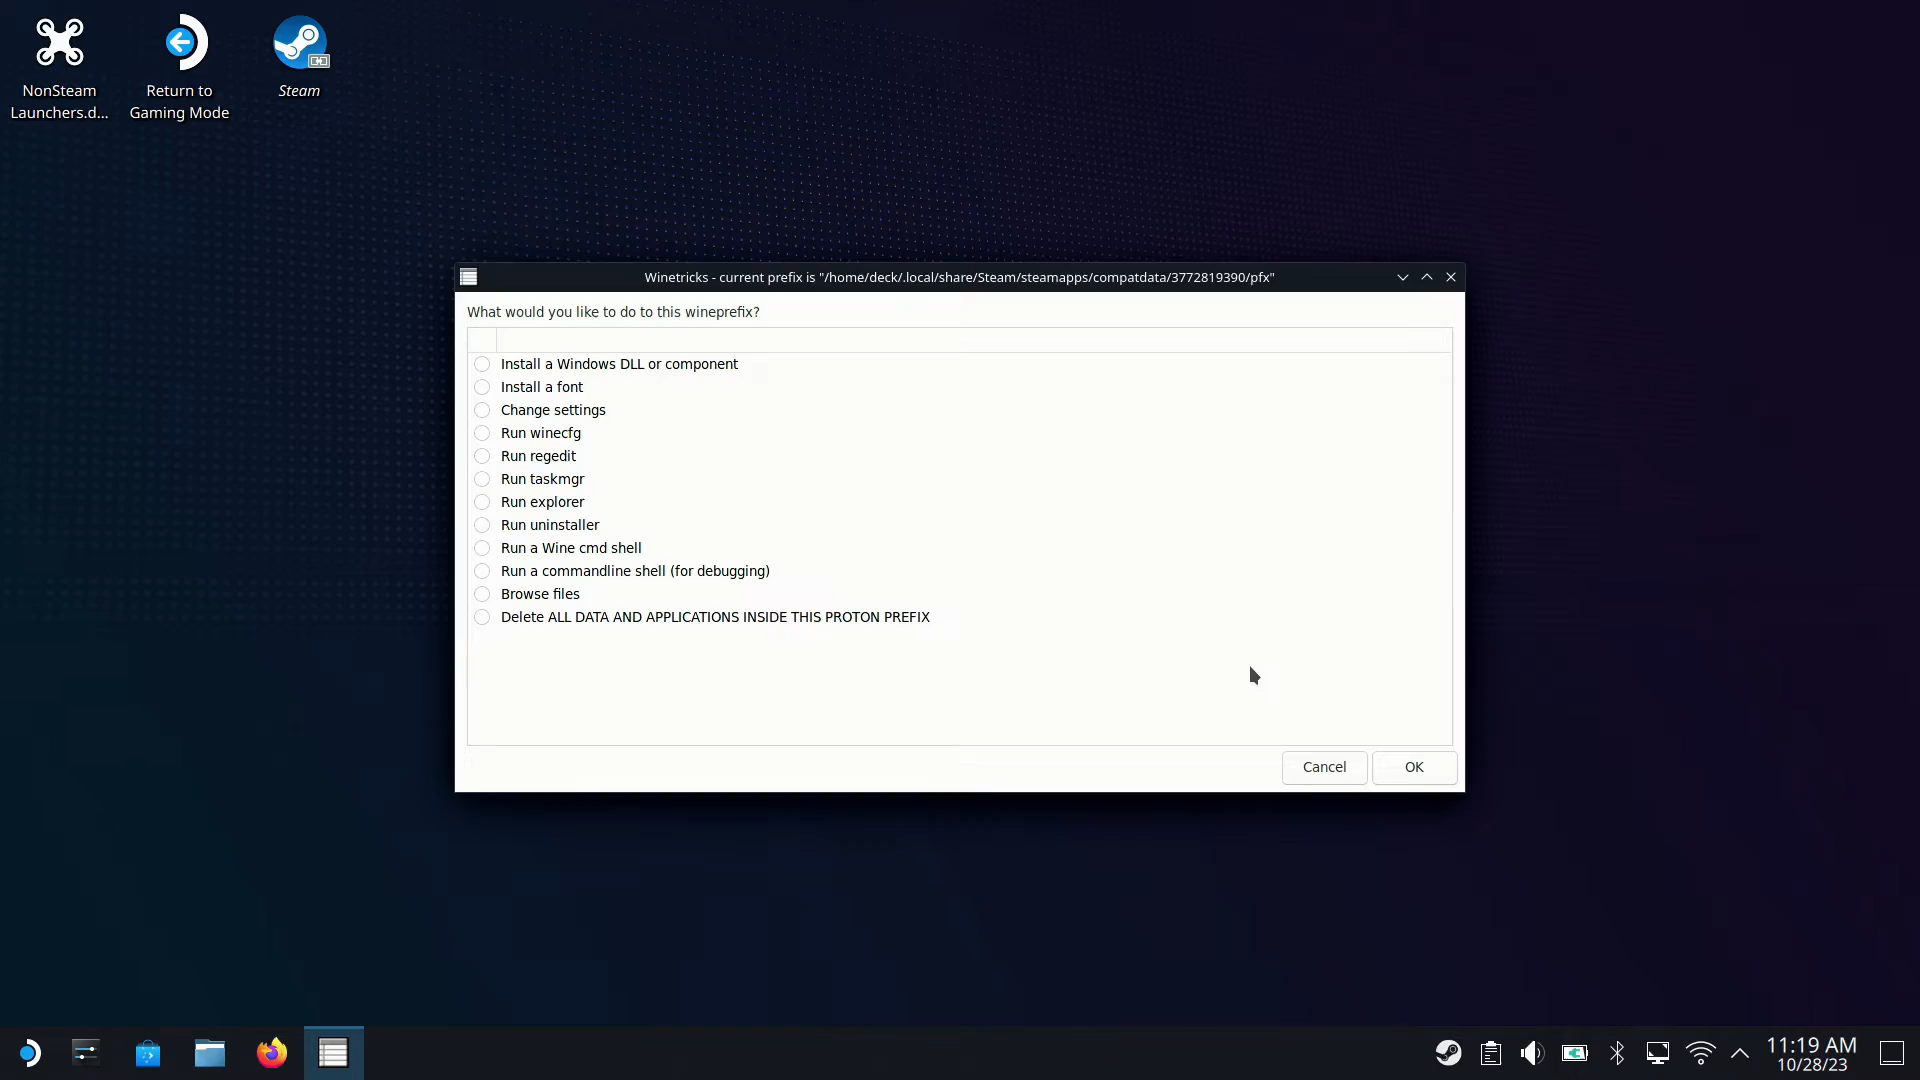 NonSteam
Launchers.d...
Return to
Gaming Mode
Steam
Winetricks - current prefix is "/home/deck/.local/share/Steam/steamapps/compatdata/3772819390/pfx"
What would you like to do to this wineprefix?
Install a Windows DLL or component
Install a font
Change settings
Run winecfg
Run regedit
Run taskmgr
Run explorer
Run uninstaller
Run a Wine cmd shell
Run a commandline shell (for debugging)
Browse files
Delete ALL DATA AND APPLICATIONS INSIDE THIS PROTON PREFIX
Cancel
OK
11:19 AM
10/28/23